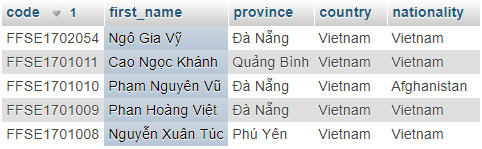 code 1 first_name province country nationality
FFSE1702054 Ngô Gia Vỹ Đà Nẵng Vietnam Vietnam
FFSE1701011 Cao Ngọc Khánh Quảng Bình Vietnam Vietnam
FFSE1701010 Phạm Nguyên Vũ Đà Nẵng Vietnam Afghanistan
FFSE1701009 Phan Hoàng Việt Đà Nẵng Vietnam Vietnam
FFSE1701008 Nguyễn Xuân Túc Phú Yên Vietnam Vietnam